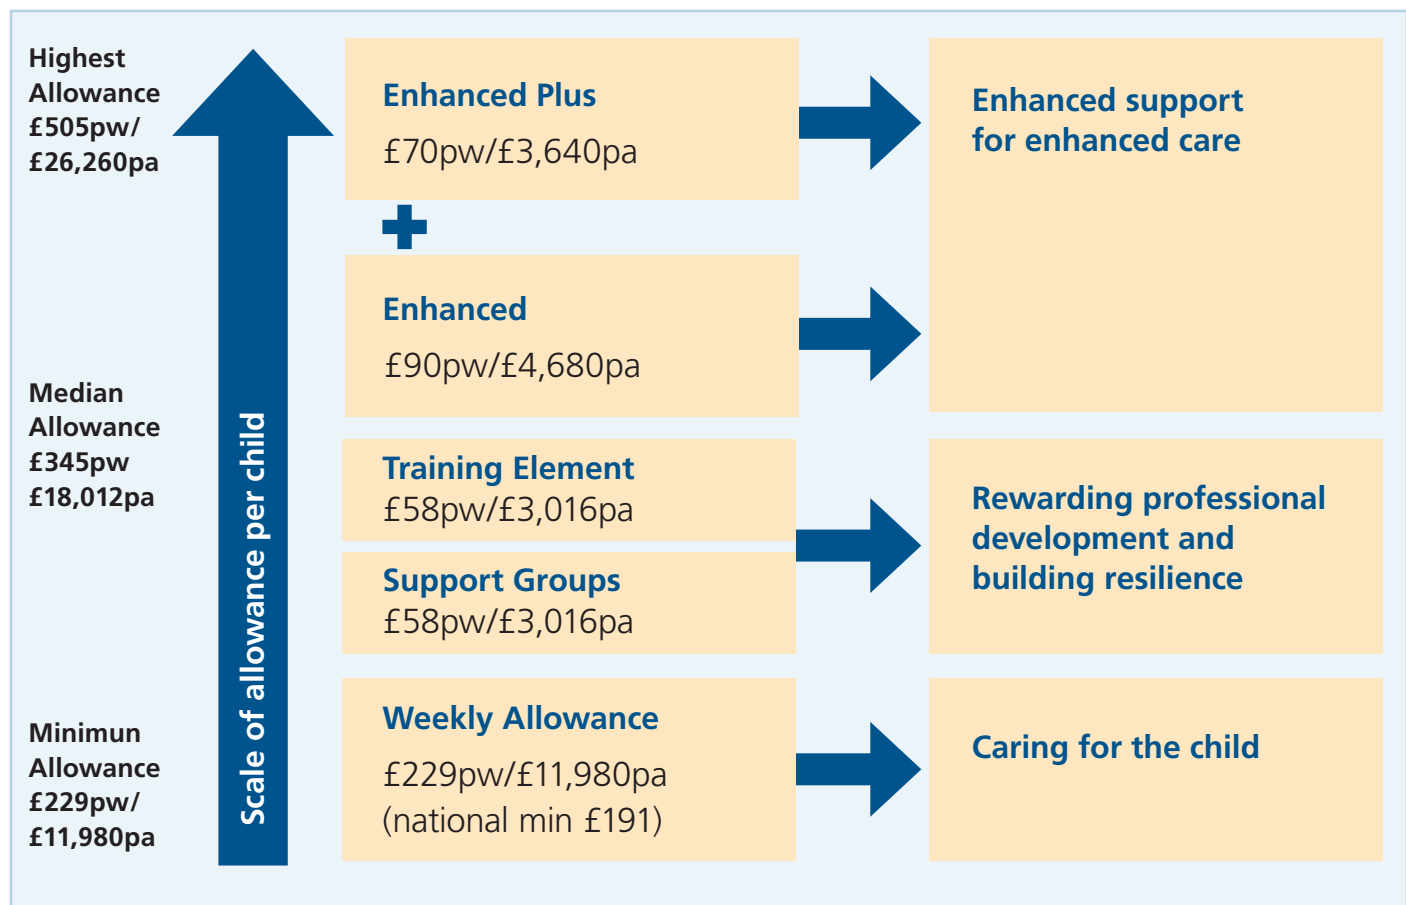 Highest
Allowance
£505pw/
£26,260pa
Median
Allowance
£345pw
£18,012pa
Minimun
Allowance
£229pw/
£11,980pa
Scale of allowance per child
Enhanced Plus
£70pw/£3,640pa
Enhanced
£90pw/£4,680pa
Training Element
£58pw/£3,016pa
Support Groups
£58pw/£3,016pa
Weekly Allowance
£229pw/£11,980pa
(national min £191)
Enhanced support
for enhanced care
Rewarding professional
development and
building resilience
Caring for the child